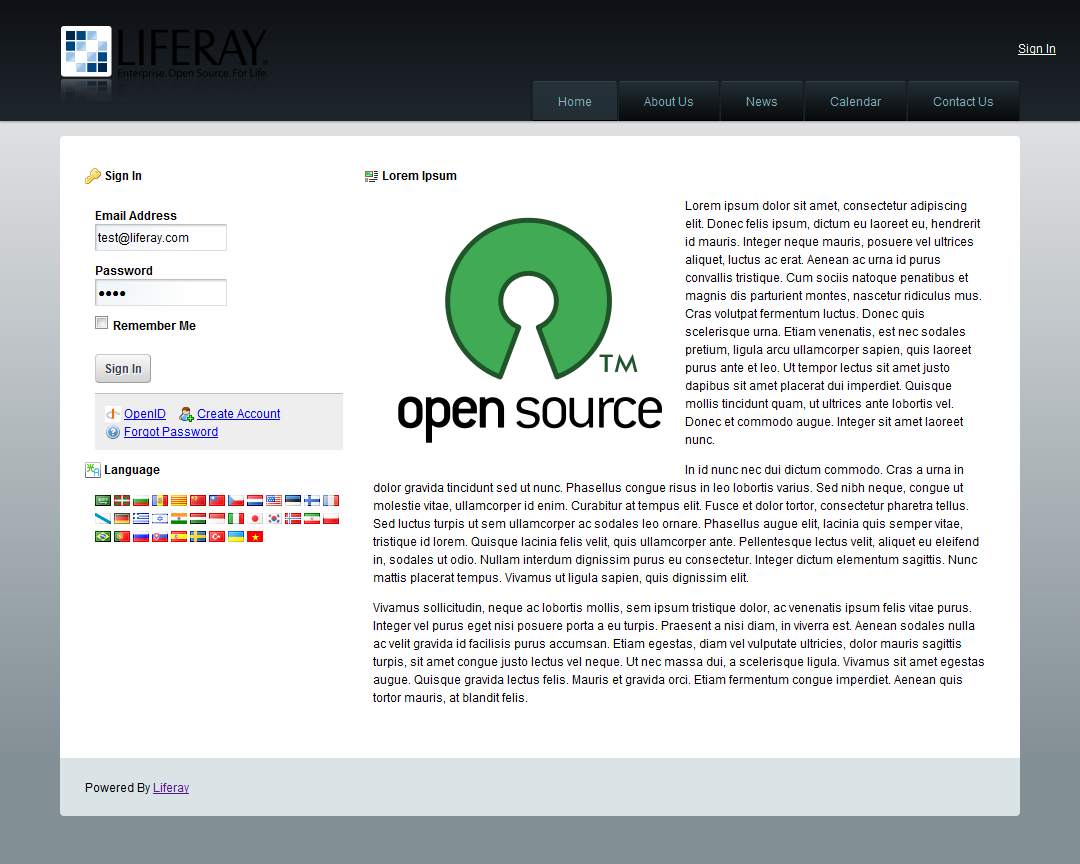 LIFERAY.
Enterprise. Open Source. For Life.
Sign In
Home About Us News Calendar Contact Us
Sign In
Email Address
test@liferay.com
Password
Remember Me
Sign In
OpenID Create Account
Forgot Password
Language
Lorem Ipsum
TM
open source
Lorem ipsum dolor sit amet, consectetur adipiscing
elit. Donec felis ipsum, dictum eu laoreet eu, hendrerit
id mauris. Integer neque mauris, posuere vel ultrices
aliquet, luctus ac erat. Aenean ac urna id purus
convallis tristique. Cum sociis natoque penatibus et
magnis dis parturient montes, nascetur ridiculus mus.
Cras volutpat fermentum luctus. Donec quis
scelerisque urna. Etiam venenatis, est nec sodales
pretium, ligula arcu ullamcorper sapien, quis laoreet
purus ante et leo. Ut tempor lectus sit amet justo
dapibus sit amet placerat dui imperdiet. Quisque
mollis tincidunt quam, ut ultrices ante lobortis vel.
Donec et commodo augue. Integer sit amet laoreet
nunc.
In id nunc nec dui dictum commodo. Cras a urna in
dolor gravida tincidunt sed ut nunc. Phasellus congue risus in leo lobortis varius. Sed nibh neque, congue ut
molestie vitae, ullamcorper id enim. Curabitur at tempus elit. Fusce et dolor tortor, consectetur pharetra tellus.
Sed luctus turpis ut sem ullamcorper ac sodales leo ornare. Phasellus augue elit, lacinia quis semper vitae,
tristique id lorem. Quisque lacinia felis velit, quis ullamcorper ante. Pellentesque lectus velit, aliquet eu eleifend
in, sodales ut odio. Nullam interdum dignissim purus eu consectetur. Integer dictum elementum sagittis. Nunc
mattis placerat tempus. Vivamus ut ligula sapien, quis dignissim elit.
Vivamus sollicitudin, neque ac lobortis mollis, sem ipsum tristique dolor, ac venenatis ipsum felis vitae purus.
Integer vel purus eget nisi posuere porta a eu turpis. Praesent a nisi diam, in viverra est. Aenean sodales nulla
ac velit gravida id facilisis purus accumsan. Etiam egestas, diam vel vulputate ultricies, dolor mauris sagittis
turpis, sit amet congue justo lectus vel neque. Ut nec massa dui, a scelerisque ligula. Vivamus sit amet egestas
augue. Quisque gravida lectus felis. Mauris et gravida orci. Etiam fermentum congue imperdiet. Aenean quis
tortor mauris, at blandit felis.
Powered By Liferay